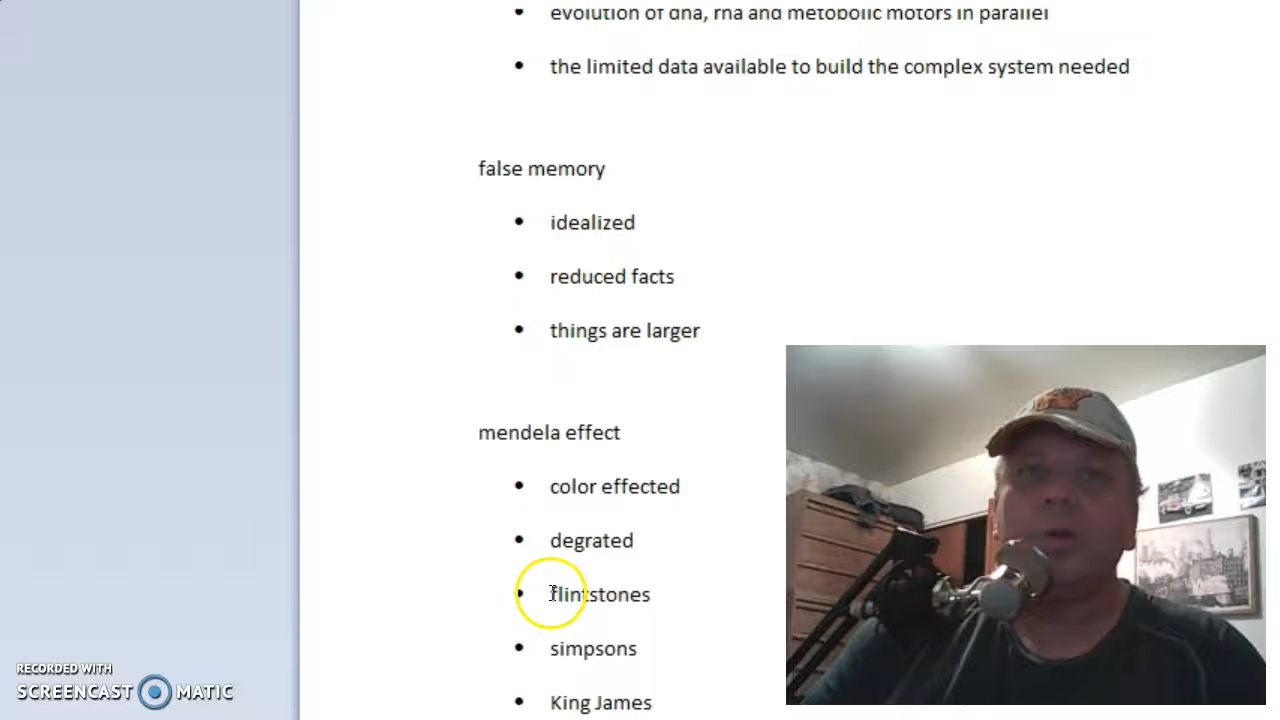 evolution of dna, rna and metobolic motors in parallel
the limited data available to build the complex system needed
false memory
idealized
reduced facts
things are larger
mendela effect
color effected
degrated
flintstones
simpsons
King James
RECORDED WITH
SCREENCAST MATIC